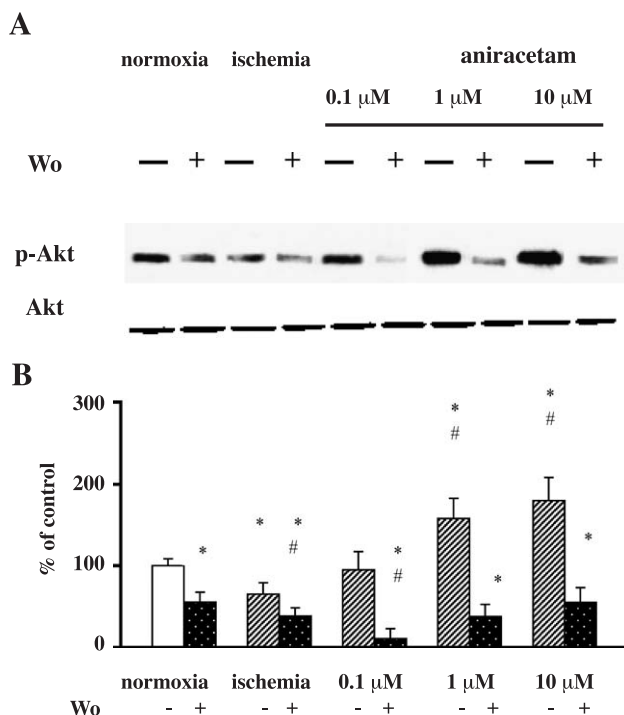 A
normoxia ischemia aniracetam
0.1 μM 1 μM 10 μM
Wo — + — + — + — + — +
p-Akt
Akt
B
300
200
100
0
% of control
* * * # * # * # * * # *
normoxia ischemia 0.1 μM 1 μM 10 μM
Wo - + - + - + - + - +